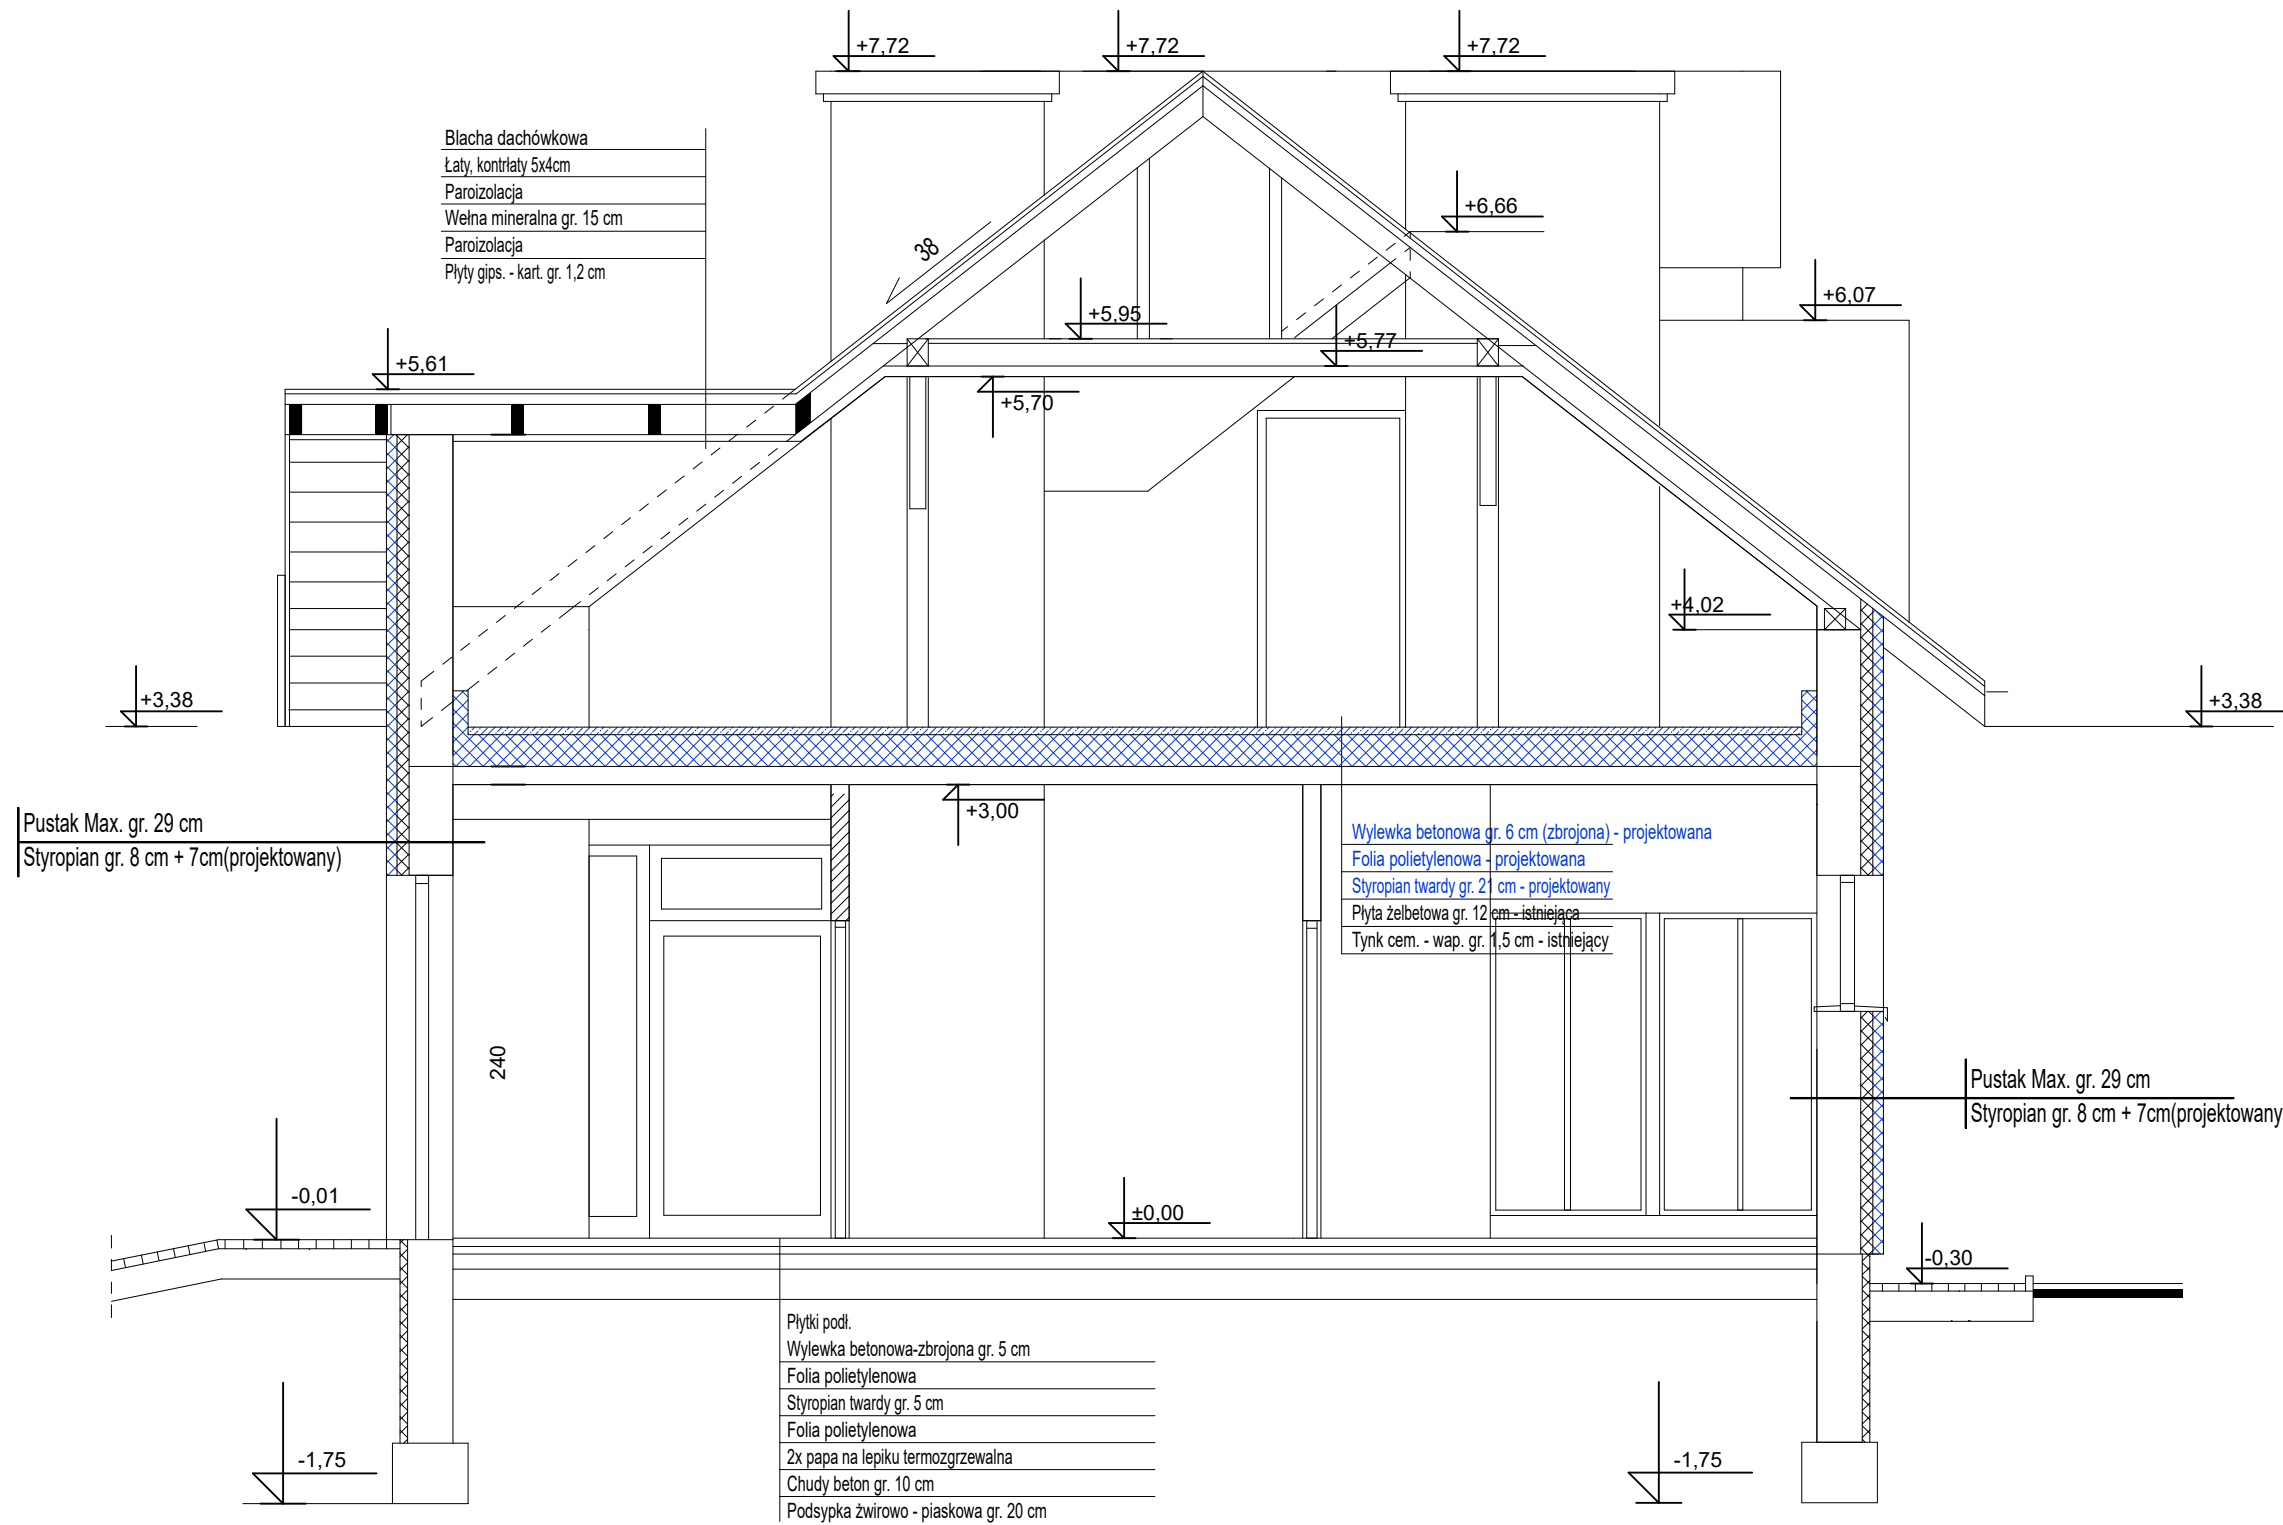 +7,72
+7,72
+7,72
Blacha dachówkowa
Łaty, kontrłaty 5x4cm
Paroizolacja
Wełna mineralna gr. 15 cm
Paroizolacja
Płyty gips. - kart. gr. 1,2 cm
38
+6,66
+6,07
+5,95
+5,77
+5,61
+5,70
+4,02
+3,38
+3,38
+3,00
Pustak Max. gr. 29 cm
Styropian gr. 8 cm + 7cm(projektowany)
Wylewka betonowa gr. 6 cm (zbrojona) - projektowana
Folia polietylenowa - projektowana
Styropian twardy gr. 21 cm - projektowany
Płyta żelbetowa gr. 12 cm - istniejąca
Tynk cem. - wap. gr. 1,5 cm - istniejący
240
Pustak Max. gr. 29 cm
Styropian gr. 8 cm + 7cm(projektowany
-0,01
±0,00
-0,30
Płytki podł.
Wylewka betonowa-zbrojona gr. 5 cm
Folia polietylenowa
Styropian twardy gr. 5 cm
Folia polietylenowa
2x papa na lepiku termozgrzewalna
Chudy beton gr. 10 cm
Podsypka żwirowo - piaskowa gr. 20 cm
-1,75
-1,75